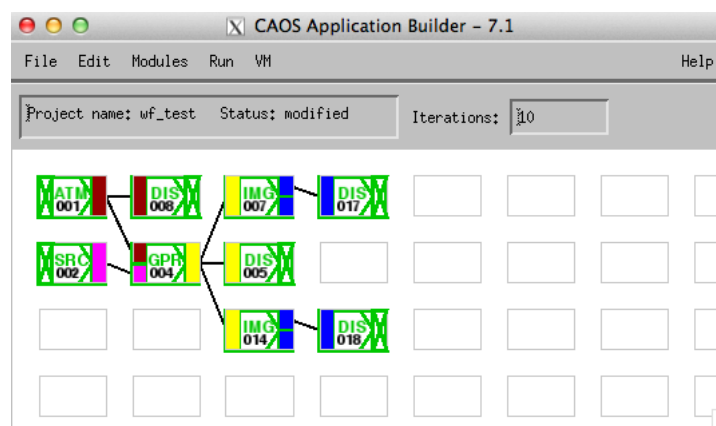 X CAOS Application Builder - 7.1
File Edit Modules Run VM Help
Project name: wf_test Status: modified Iterations: 10
ATM DIS IMG DIS
001 008 007 017
SRC GPR DIS
002 004 005
IMG DIS
014 018